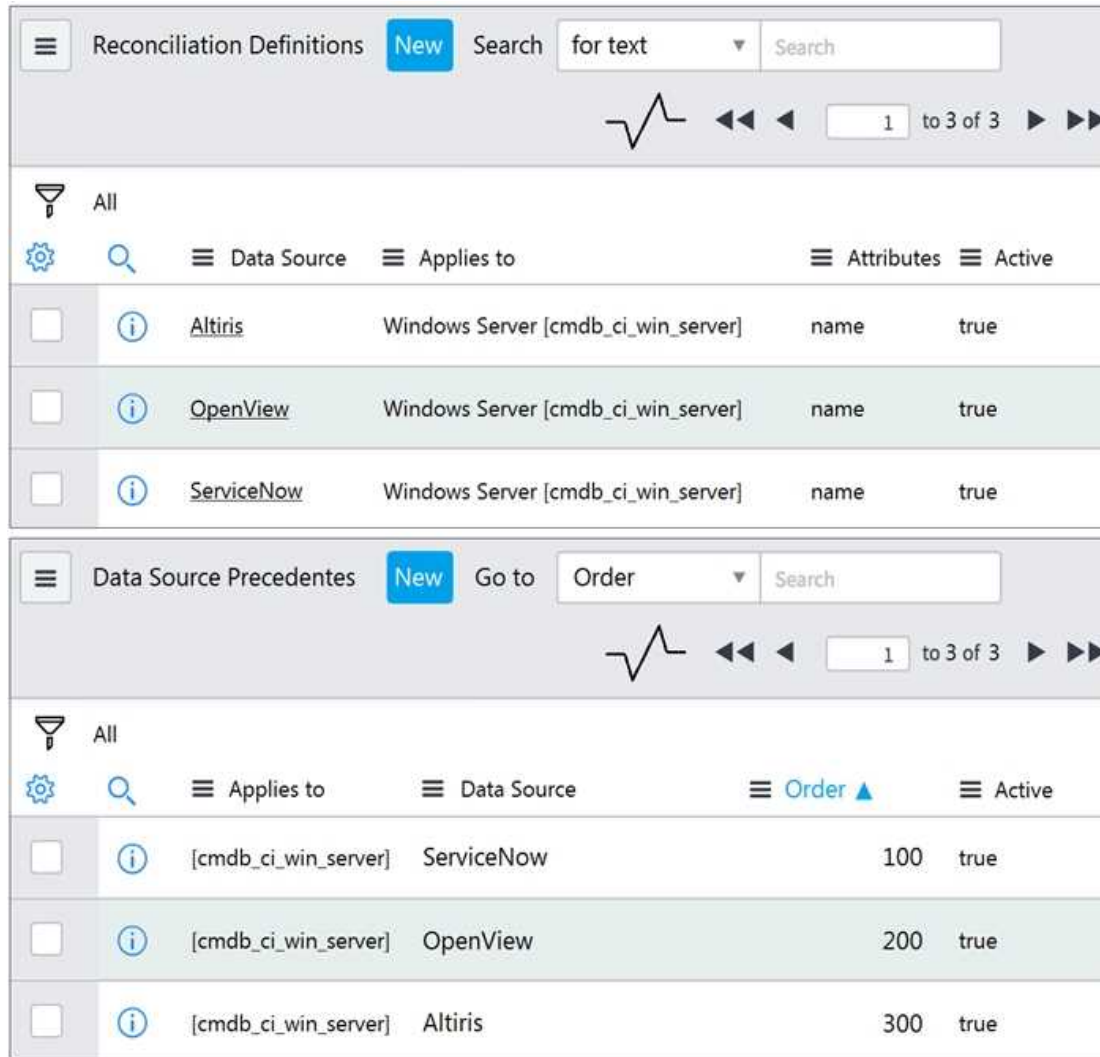 Reconciliation Definitions New Search for text Search
1 to 3 of 3
All
Data Source Applies to Attributes Active
Altiris Windows Server [cmdb_ci_win_server] name true
OpenView Windows Server [cmdb_ci_win_server] name true
ServiceNow Windows Server [cmdb_ci_win_server] name true
Data Source Precedentes New Go to Order Search
1 to 3 of 3
All
Applies to Data Source Order Active
[cmdb_ci_win_server] ServiceNow 100 true
[cmdb_ci_win_server] OpenView 200 true
[cmdb_ci_win_server] Altiris 300 true